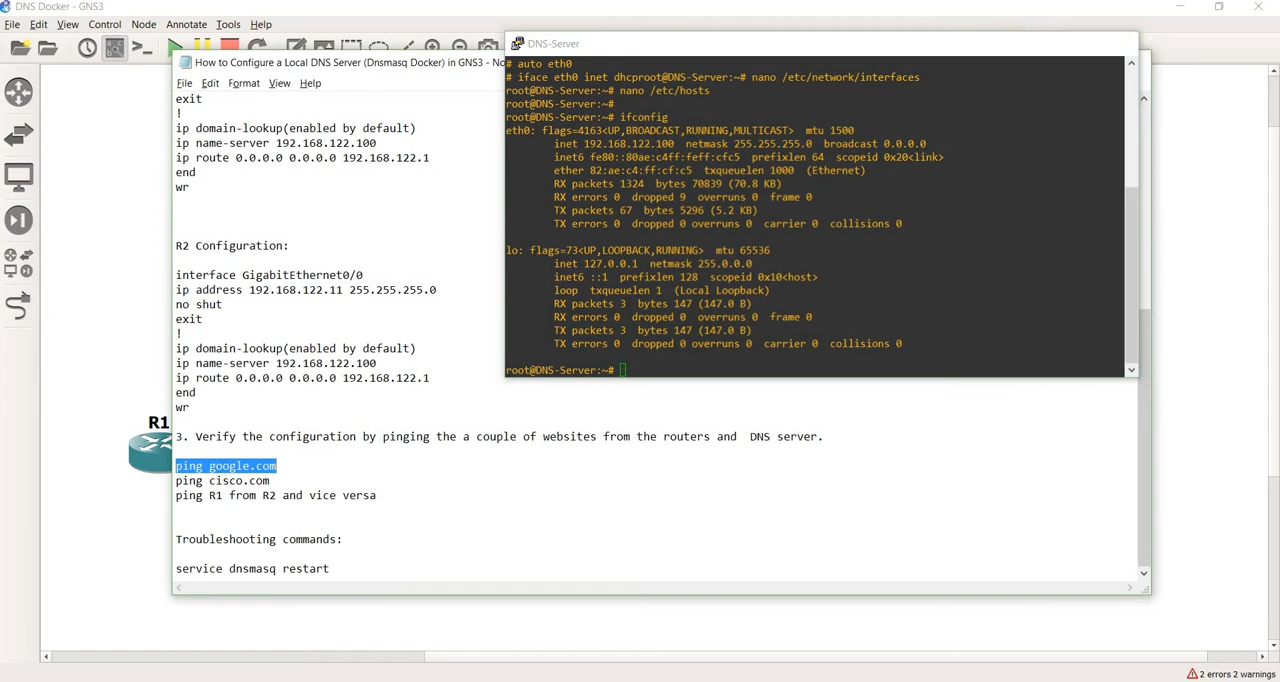 DNS Docker - GNS3
File Edit View Control Node Annotate Tools Help
How to Configure a Local DNS Server (Dnsmasq Docker) in GNS3 - No
File Edit Format View Help
exit
!
ip domain-lookup(enabled by default)
ip name-server 192.168.122.100
ip route 0.0.0.0 0.0.0.0 192.168.122.1
end
wr
R2 Configuration:
interface GigabitEthernet0/0
ip address 192.168.122.11 255.255.255.0
no shut
exit
!
ip domain-lookup(enabled by default)
ip name-server 192.168.122.100
ip route 0.0.0.0 0.0.0.0 192.168.122.1
end
wr
3. Verify the configuration by pinging the a couple of websites from the routers and  DNS server.
ping google.com
ping cisco.com
ping R1 from R2 and vice versa
Troubleshooting commands:
service dnsmasq restart
R1
DNS-Server
# auto eth0
# iface eth0 inet dhcproot@DNS-Server:~# nano /etc/network/interfaces
root@DNS-Server:~# nano /etc/hosts
root@DNS-Server:~#
root@DNS-Server:~# ifconfig
eth0: flags=4163<UP,BROADCAST,RUNNING,MULTICAST>  mtu 1500
inet 192.168.122.100  netmask 255.255.255.0  broadcast 0.0.0.0
inet6 fe80::80ae:c4ff:feff:cfc5  prefixlen 64  scopeid 0x20<link>
ether 82:ae:c4:ff:cf:c5  txqueuelen 1000  (Ethernet)
RX packets 1324  bytes 70839 (70.8 KB)
RX errors 0  dropped 9  overruns 0  frame 0
TX packets 67  bytes 5296 (5.2 KB)
TX errors 0  dropped 0 overruns 0  carrier 0  collisions 0
lo: flags=73<UP,LOOPBACK,RUNNING>  mtu 65536
inet 127.0.0.1  netmask 255.0.0.0
inet6 ::1  prefixlen 128  scopeid 0x10<host>
loop  txqueuelen 1  (Local Loopback)
RX packets 3  bytes 147 (147.0 B)
RX errors 0  dropped 0  overruns 0  frame 0
TX packets 3  bytes 147 (147.0 B)
TX errors 0  dropped 0 overruns 0  carrier 0  collisions 0
root@DNS-Server:~#
2 errors 2 warnings